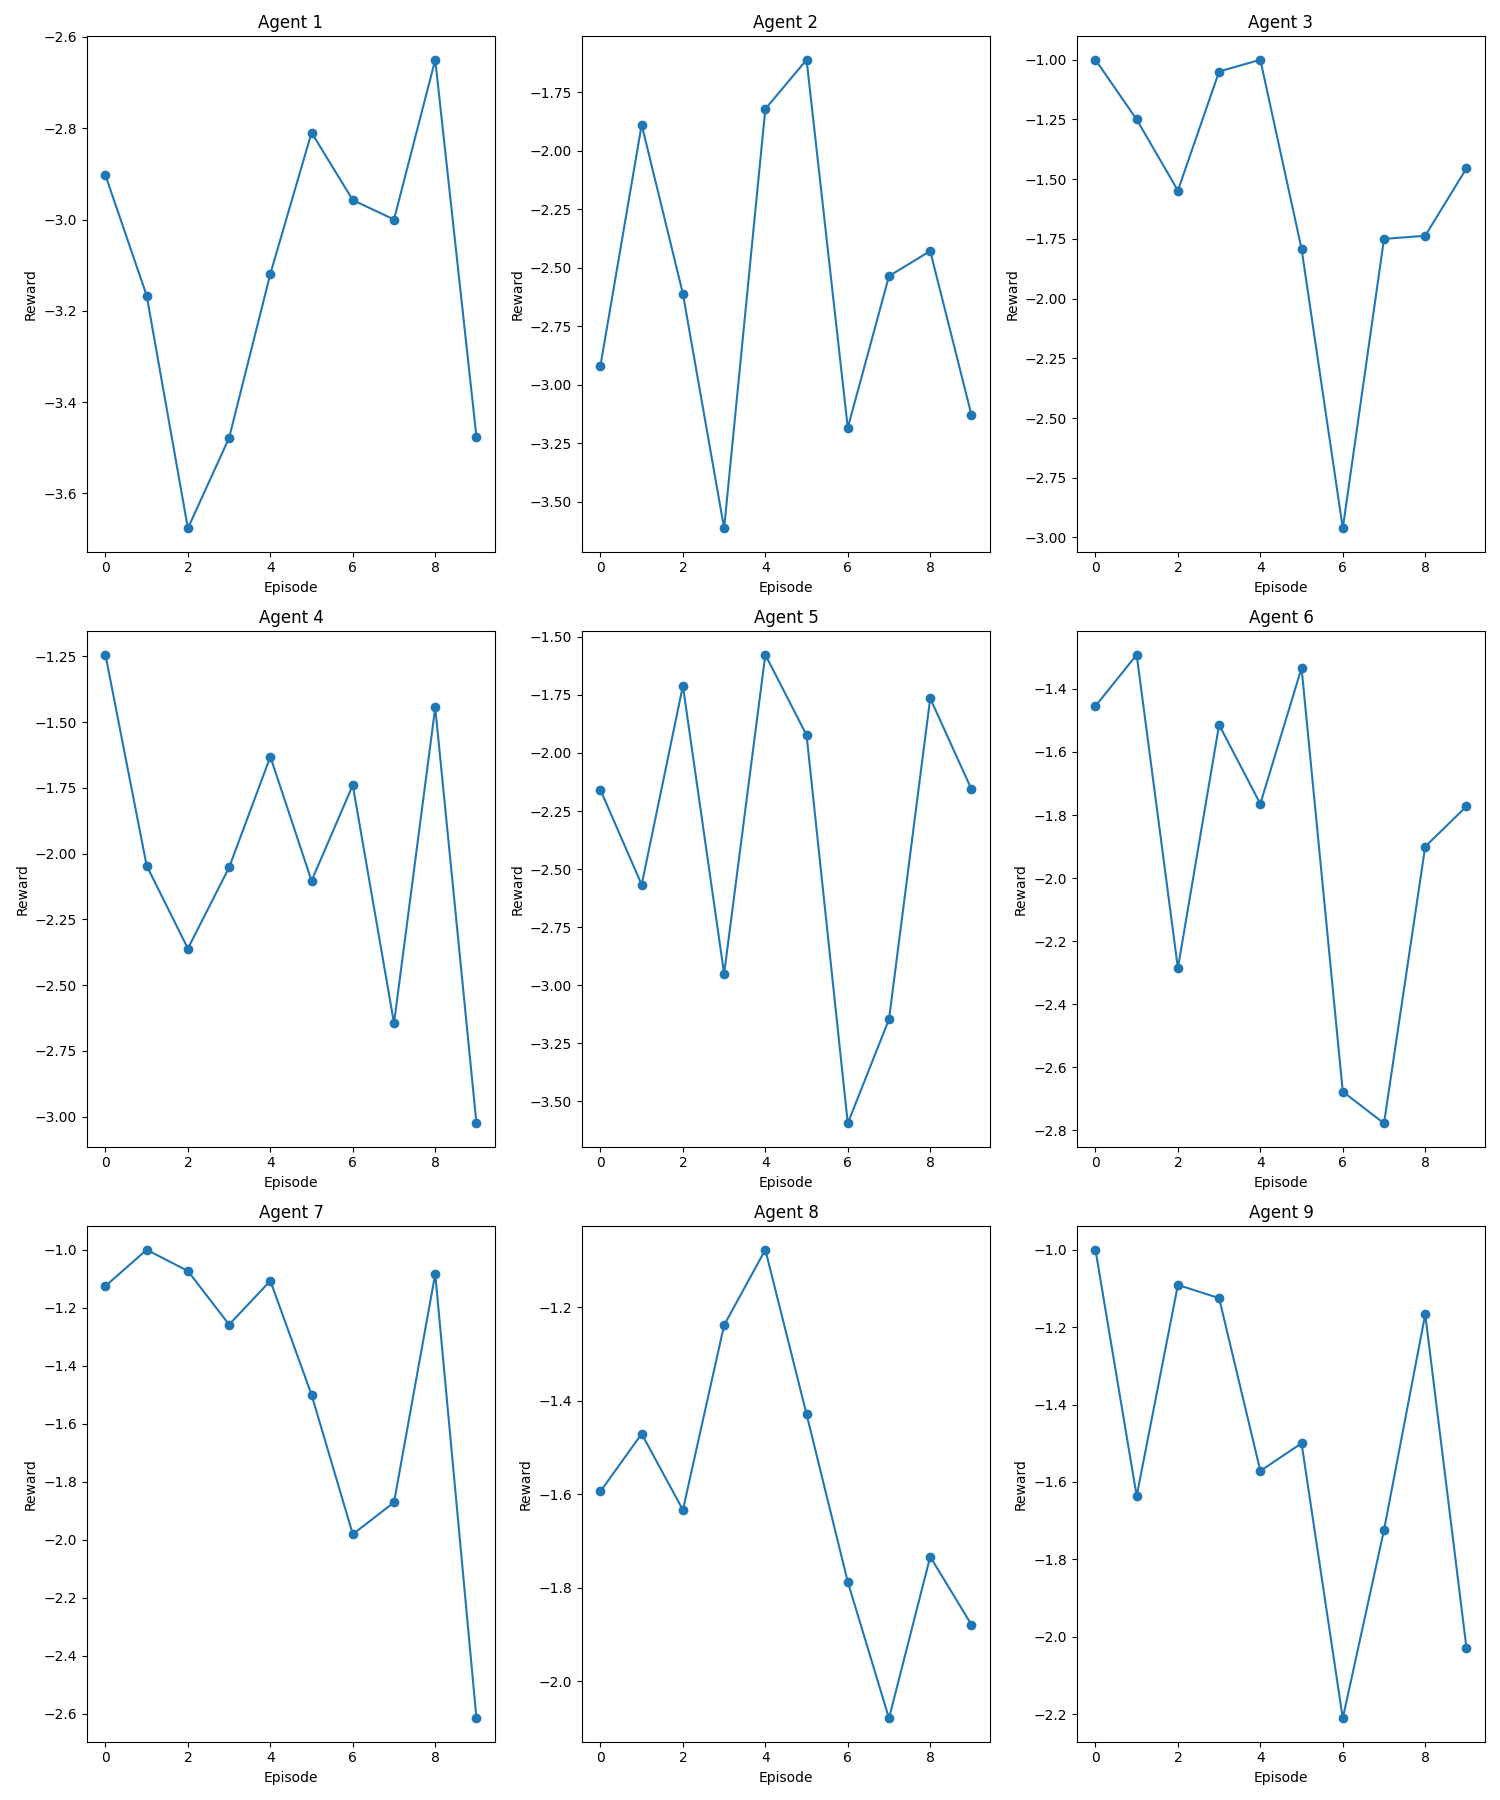 Agent 1
Agent 2
Agent 3
−2.6
−2.8
−3.0
−3.2
−3.4
−3.6
Reward
0 2 4 6 8
Episode
−1.75
−2.00
−2.25
−2.50
−2.75
−3.00
−3.25
−3.50
Reward
0 2 4 6 8
Episode
−1.00
−1.25
−1.50
−1.75
−2.00
−2.25
−2.50
−2.75
−3.00
Reward
0 2 4 6 8
Episode
Agent 4
Agent 5
Agent 6
−1.25
−1.50
−1.75
−2.00
−2.25
−2.50
−2.75
−3.00
Reward
0 2 4 6 8
Episode
−1.50
−1.75
−2.00
−2.25
−2.50
−2.75
−3.00
−3.25
−3.50
Reward
0 2 4 6 8
Episode
−1.4
−1.6
−1.8
−2.0
−2.2
−2.4
−2.6
−2.8
Reward
0 2 4 6 8
Episode
Agent 7
Agent 8
Agent 9
−1.0
−1.2
−1.4
−1.6
−1.8
−2.0
−2.2
−2.4
−2.6
Reward
0 2 4 6 8
Episode
−1.2
−1.4
−1.6
−1.8
−2.0
Reward
0 2 4 6 8
Episode
−1.0
−1.2
−1.4
−1.6
−1.8
−2.0
−2.2
Reward
0 2 4 6 8
Episode